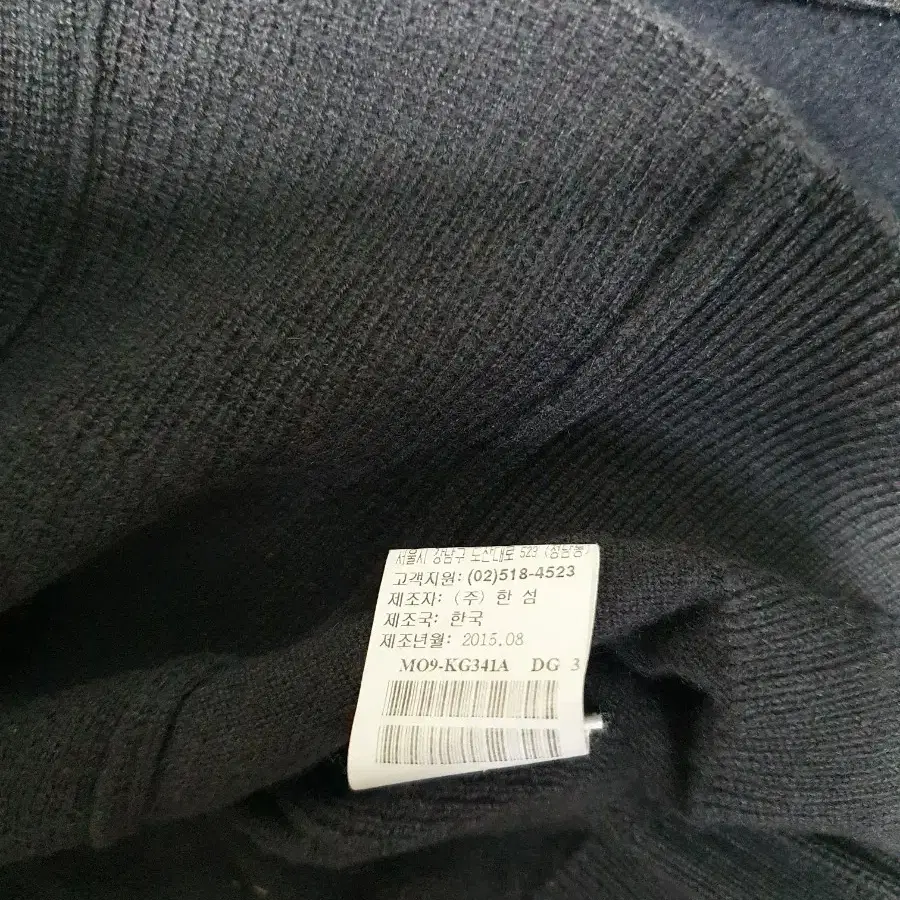 서울시 강남구 도산대로 523 (청담동)
고객지원: (02)518-4523
제조자: (주) 한 섬
제조국: 한국
제조년월: 2015.08
MO9-KG341A DG 3